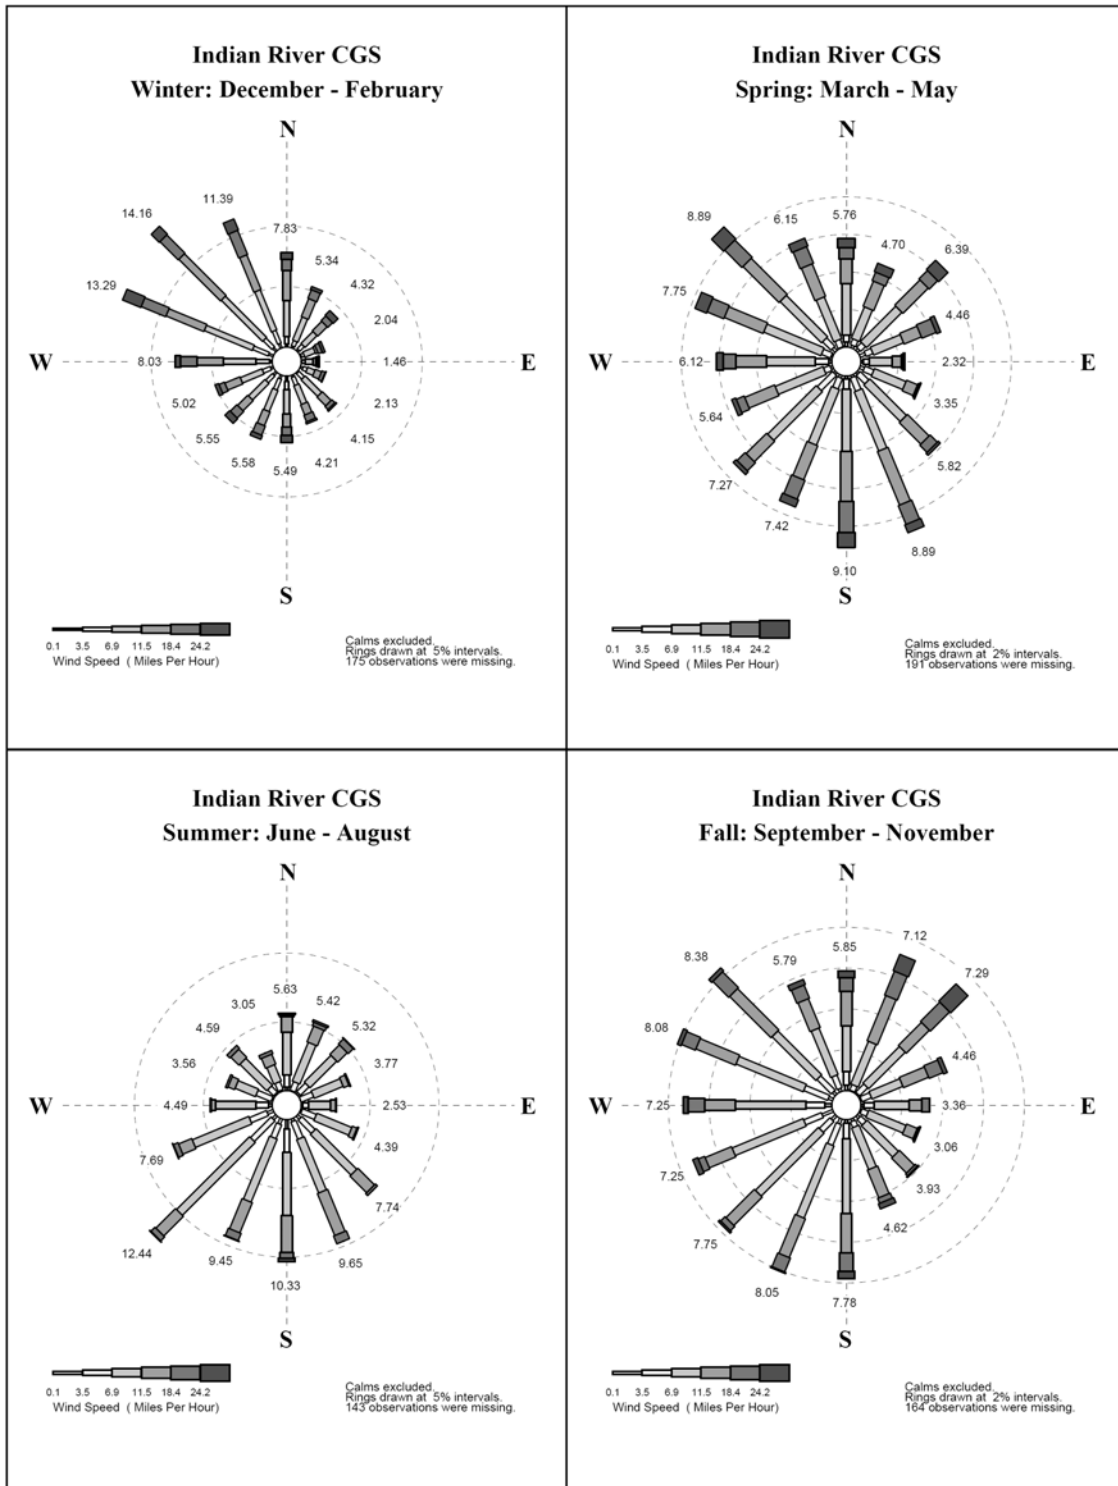 Indian River CGS
Winter: December - February
N
11.39
14.16
7.83
5.34
4.32
13.29
2.04
W
8.03
1.46
E
5.02
2.13
5.55
4.15
5.58
5.49
4.21
S
0.1 3.5 6.9 11.5 18.4 24.2
Wind Speed ( Miles Per Hour)
Calms excluded.
Rings drawn at 5% intervals.
175 observations were missing.
Indian River CGS
Spring: March - May
N
8.89
6.15
5.76
4.70
6.39
7.75
4.46
W
6.12
2.32
E
5.64
3.35
5.82
7.27
7.42
8.89
9.10
S
0.1 3.5 6.9 11.5 18.4 24.2
Wind Speed ( Miles Per Hour)
Calms excluded.
Rings drawn at 2% intervals.
191 observations were missing.
Indian River CGS
Summer: June - August
N
5.63
3.05
5.42
4.59
5.32
3.56
3.77
W
4.49
2.53
E
7.69
4.39
7.74
12.44
9.45
9.65
10.33
S
0.1 3.5 6.9 11.5 18.4 24.2
Wind Speed ( Miles Per Hour)
Calms excluded.
Rings drawn at 5% intervals.
143 observations were missing.
Indian River CGS
Fall: September - November
N
7.12
5.85
8.38
5.79
7.29
8.08
4.46
W
7.25
3.36
E
3.06
7.25
3.93
4.62
7.75
8.05
7.78
S
0.1 3.5 6.9 11.5 18.4 24.2
Wind Speed ( Miles Per Hour)
Calms excluded.
Rings drawn at 2% intervals.
164 observations were missing.